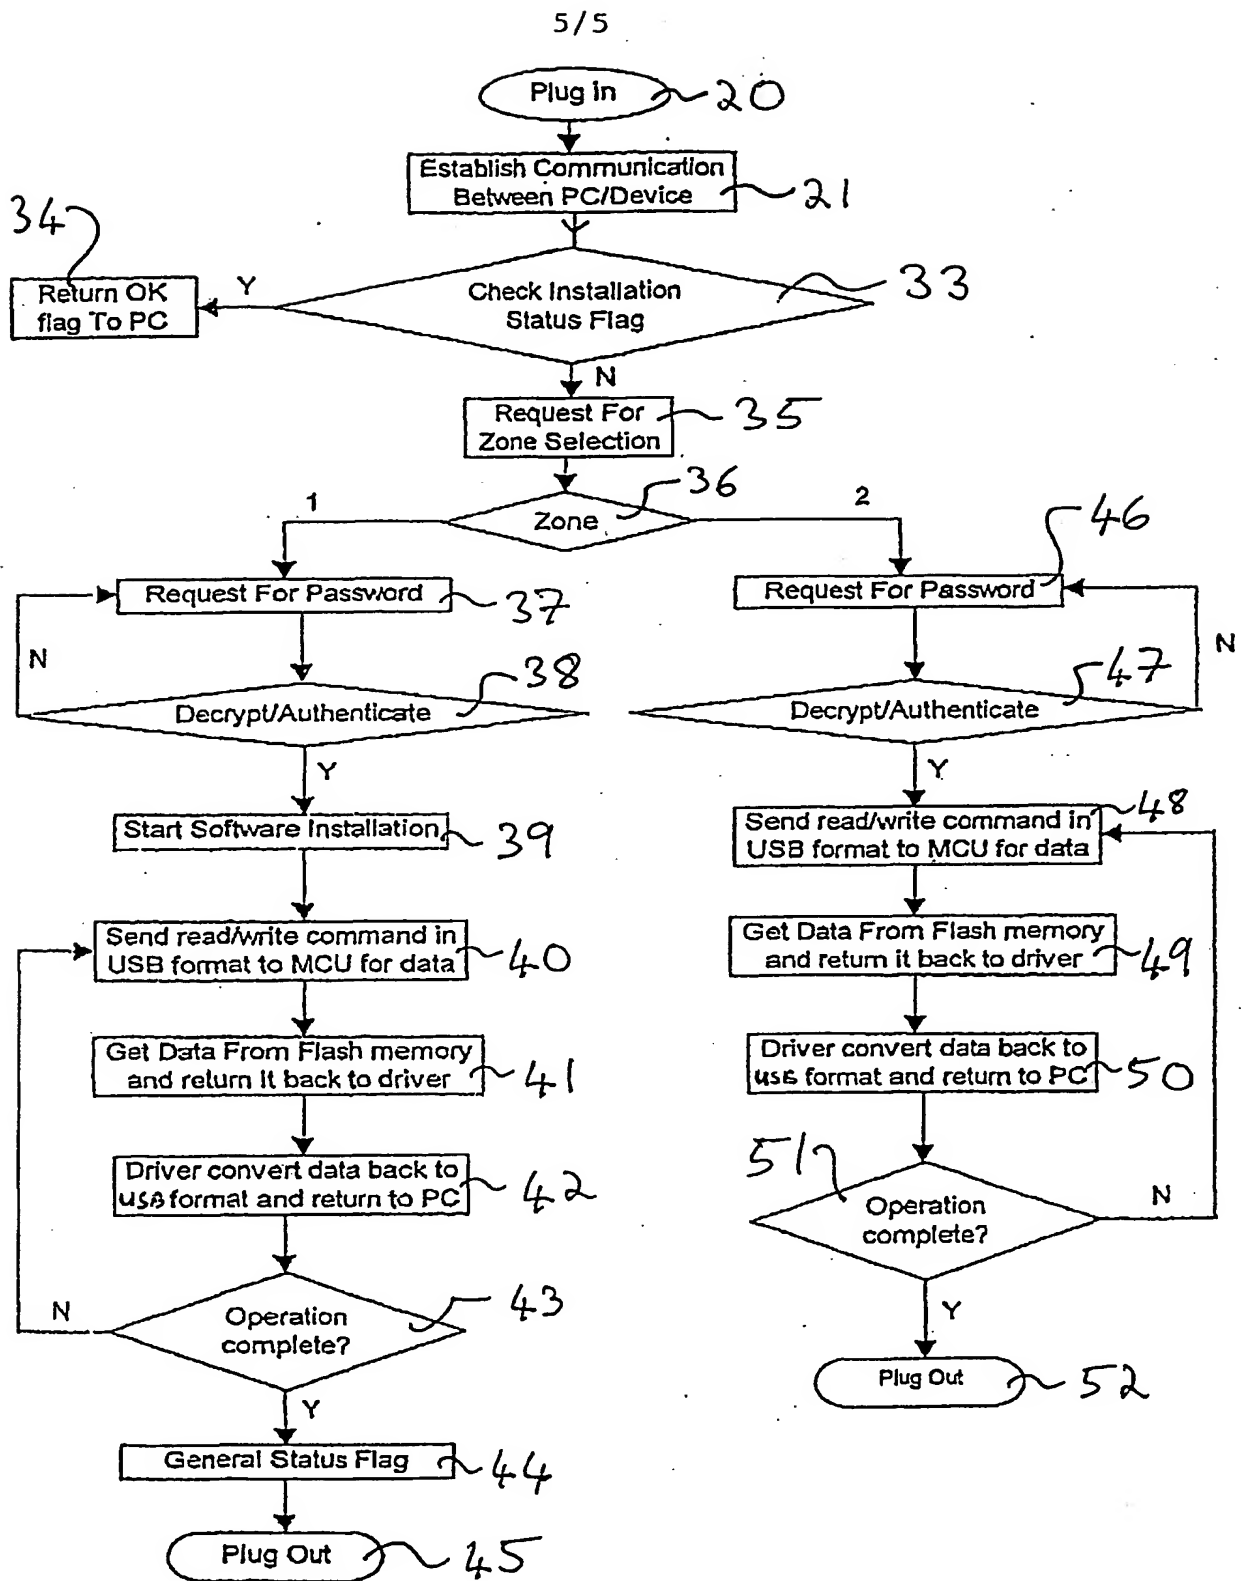 5/5
Plug in
20
Establish Communication
Between PC/Device
21
34
Return OK
flag To PC
Y
Check Installation
Status Flag
33
N
Request For
Zone Selection
35
1
Zone
36
2
Request For Password
37
Request For Password
46
N
Decrypt/Authenticate
38
Decrypt/Authenticate
47
N
Y
Y
Start Software Installation
39
Send read/write command in
USB format to MCU for data
48
Send read/write command in
USB format to MCU for data
40
Get Data From Flash memory
and return it back to driver
49
Get Data From Flash memory
and return it back to driver
41
Driver convert data back to
USB format and return to PC
50
Driver convert data back to
USB format and return to PC
42
51
Operation
complete?
N
Operation
complete?
43
N
Y
Y
Plug Out
52
General Status Flag
44
Plug Out
45